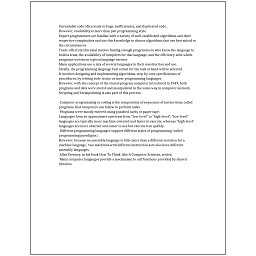 Unreadable code often leads to bugs, inefficiencies, and duplicated code..
However, readability is more than just programming style.
Expert programmers are familiar with a variety of well-established algorithms and their
respective complexities and use this knowledge to choose algorithms that are best suited to
the circumstances.
Trade-offs from this ideal involve finding enough programmers who know the language to
build a team, the availability of compilers for that language, and the efficiency with which
programs written in a given language execute.
Many applications use a mix of several languages in their construction and use.
Ideally, the programming language best suited for the task at hand will be selected.
It involves designing and implementing algorithms, step-by-step specifications of
procedures, by writing code in one or more programming languages.
However, with the concept of the stored-program computer introduced in 1949, both
programs and data were stored and manipulated in the same way in computer memory.
Scripting and breakpointing is also part of this process.
Computer programming or coding is the composition of sequences of instructions, called
programs, that computers can follow to perform tasks.
Programs were mostly entered using punched cards or paper tape.
Languages form an approximate spectrum from "low-level" to "high-level"; "low-level"
languages are typically more machine-oriented and faster to execute, whereas "high-level"
languages are more abstract and easier to use but execute less quickly.
Different programming languages support different styles of programming (called
programming paradigms).
However, because an assembly language is little more than a different notation for a
machine language, two machines with different instruction sets also have different
assembly languages.
Allen Downey, in his book How To Think Like A Computer Scientist, writes:
Many computer languages provide a mechanism to call functions provided by shared
libraries.